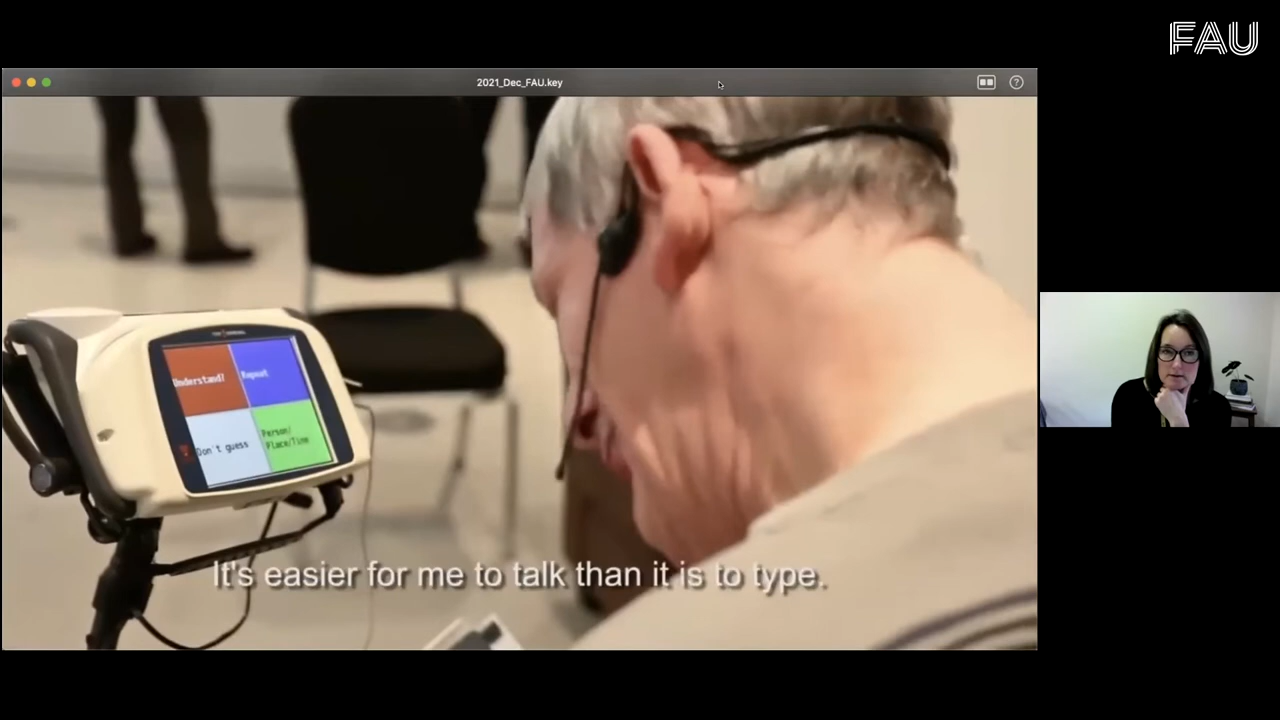 FAU
2021_Dec_FAU.key
?
Understand?
Repeat
Don't guess
Person/
Place/Time
It's easier for me to talk than it is to type.